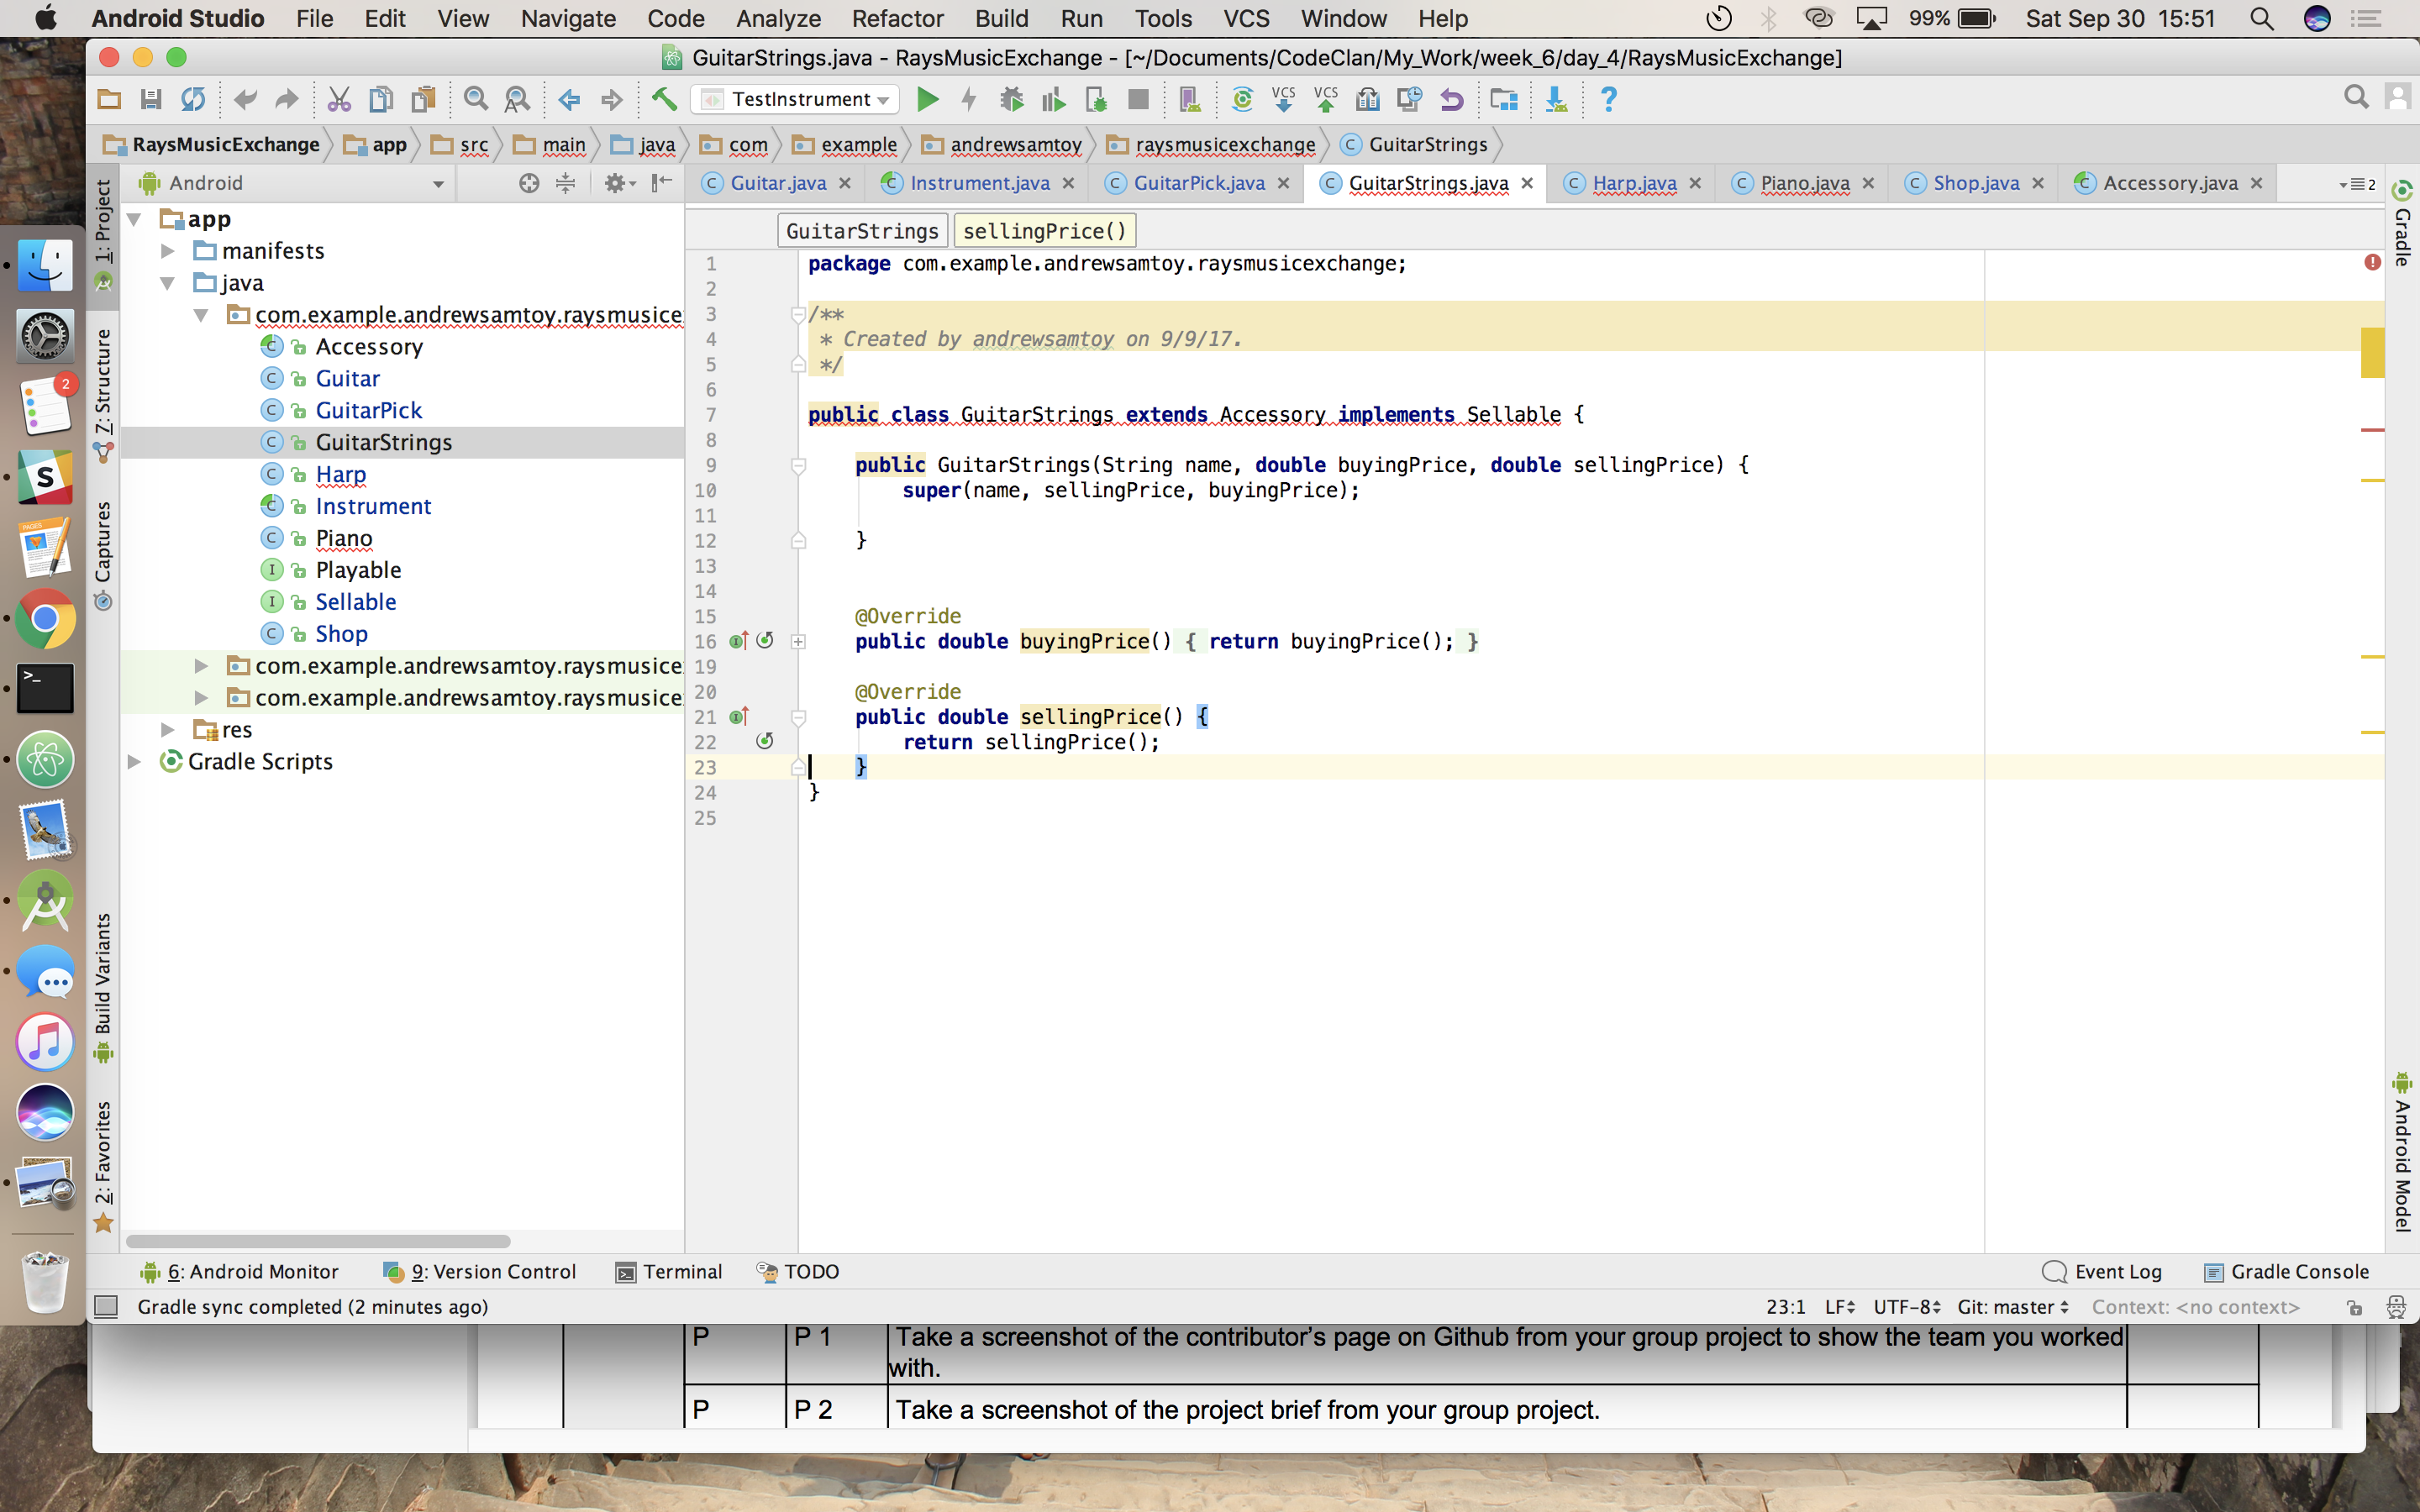 Android Studio File Edit View Navigate Code Analyze Refactor Build Run Tools VCS Window Help 99% Sat Sep 30 15:51
GuitarStrings.java - RaysMusicExchange - [~/Documents/CodeClan/My_Work/week_6/day_4/RaysMusicExchange]
TestInstrument VCS VCS ?
RaysMusicExchange app src main java com example andrewsamtoy raysmusicexchange GuitarStrings
Android Guitar.java Instrument.java GuitarPick.java GuitarStrings.java Harp.java Piano.java Shop.java Accessory.java 2
1: Project
7: Structure
Captures
Build Variants
2: Favorites
app
manifests
java
com.example.andrewsamtoy.raysmusice
Accessory
Guitar
GuitarPick
GuitarStrings
Harp
Instrument
Piano
Playable
Sellable
Shop
com.example.andrewsamtoy.raysmusice
com.example.andrewsamtoy.raysmusice
res
Gradle Scripts
2
S
PAGES
>_
GuitarStrings sellingPrice()
1 package com.example.andrewsamtoy.raysmusicexchange;
2
3 /**
4 * Created by andrewsamtoy on 9/9/17.
5 */
6
7 public class GuitarStrings extends Accessory implements Sellable {
8
9 public GuitarStrings(String name, double buyingPrice, double sellingPrice) {
10 super(name, sellingPrice, buyingPrice);
11
12 }
13
14
15 @Override
16 public double buyingPrice() { return buyingPrice(); }
19
20 @Override
21 public double sellingPrice() {
22 return sellingPrice();
23 }
24 }
25
Gradle
Android Model
6: Android Monitor 9: Version Control Terminal TODO Event Log Gradle Console
Gradle sync completed (2 minutes ago) 23:1 LF UTF-8 Git: master Context: <no context>
P P 1 Take a screenshot of the contributor's page on Github from your group project to show the team you worked
with.
P P 2 Take a screenshot of the project brief from your group project.